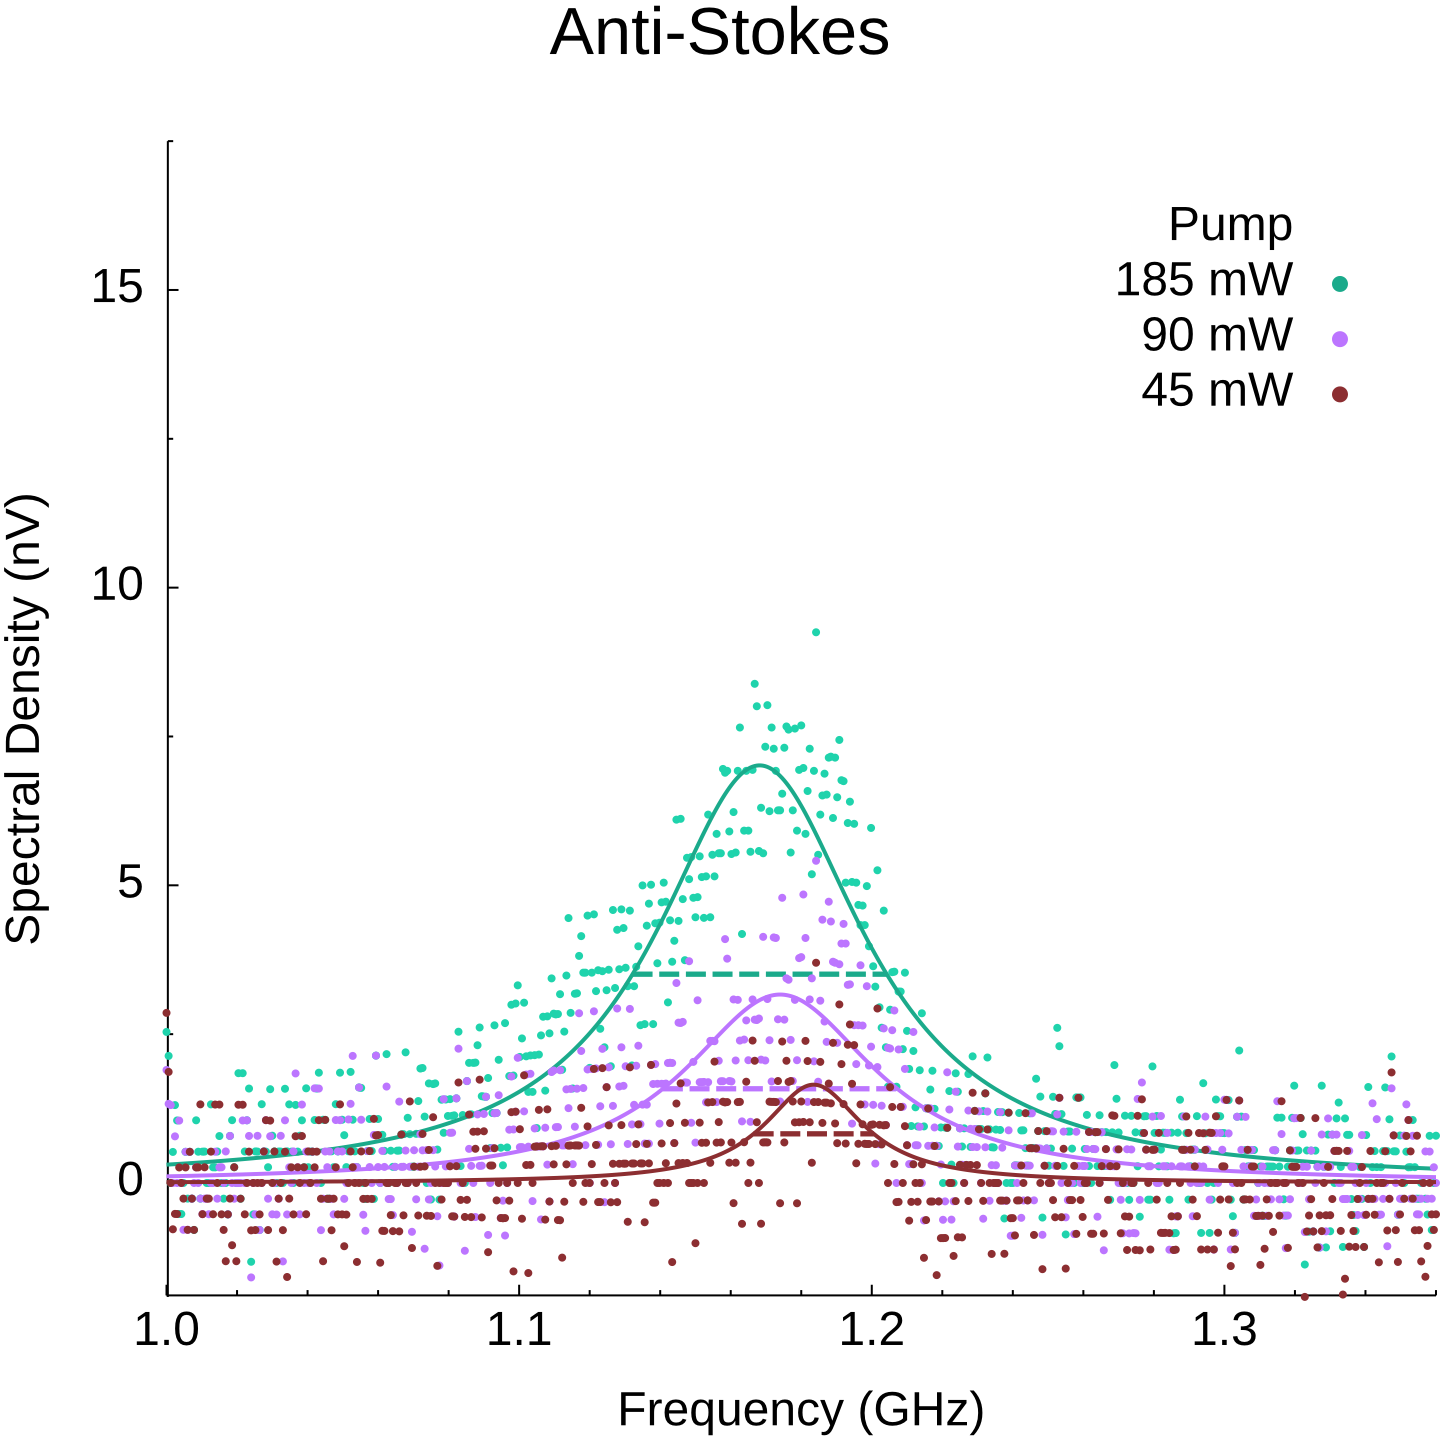 Anti-Stokes
Pump
185 mW
90 mW
45 mW
Spectral Density (nV)
15
10
5
0
1.0 1.1 1.2 1.3
Frequency (GHz)